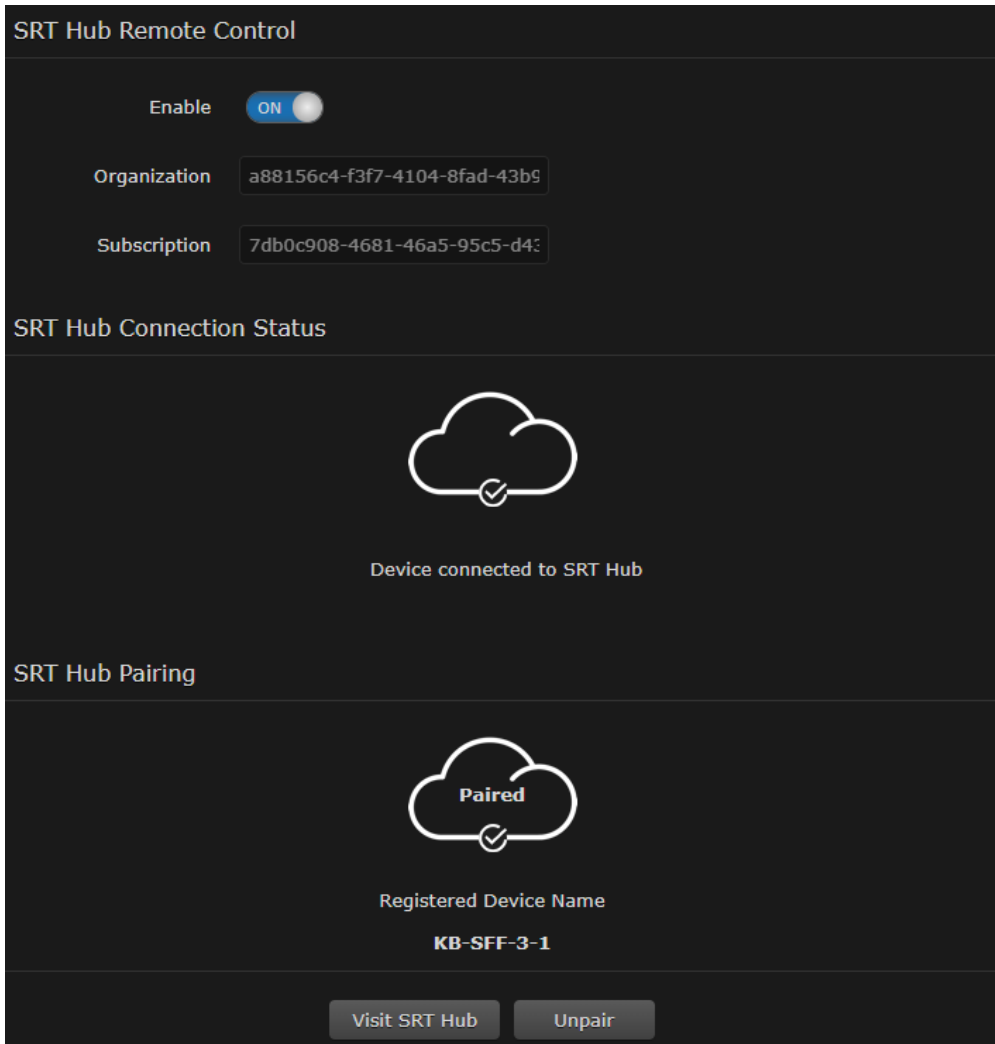 SRT Hub Remote Control
Enable ON
Organization a88156c4-f3f7-4104-8fad-43b9
Subscription 7db0c908-4681-46a5-95c5-d43
SRT Hub Connection Status
Device connected to SRT Hub
SRT Hub Pairing
Paired
Registered Device Name
KB-SFF-3-1
Visit SRT Hub Unpair